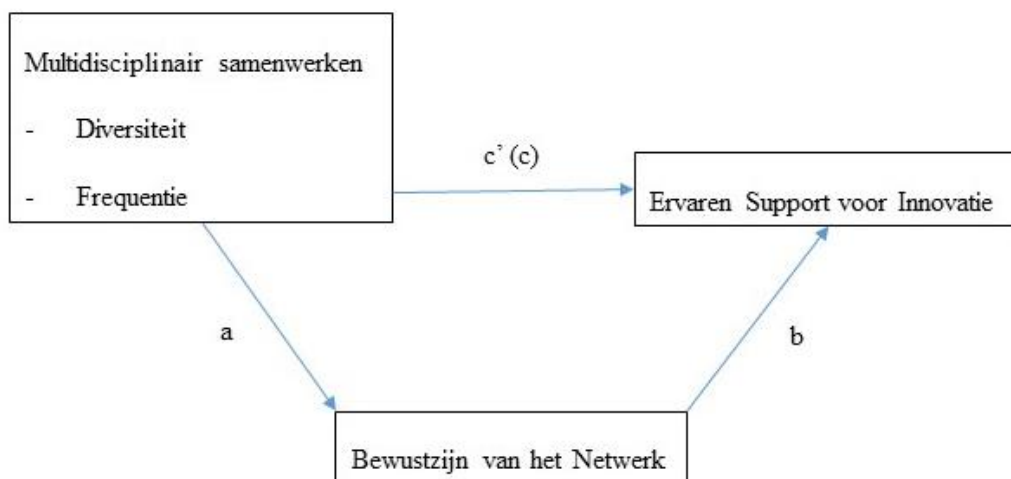 Multidisciplinair samenwerken
- Diversiteit
- Frequentie
c’ (c)
Ervaren Support voor Innovatie
a
b
Bewustzijn van het Netwerk